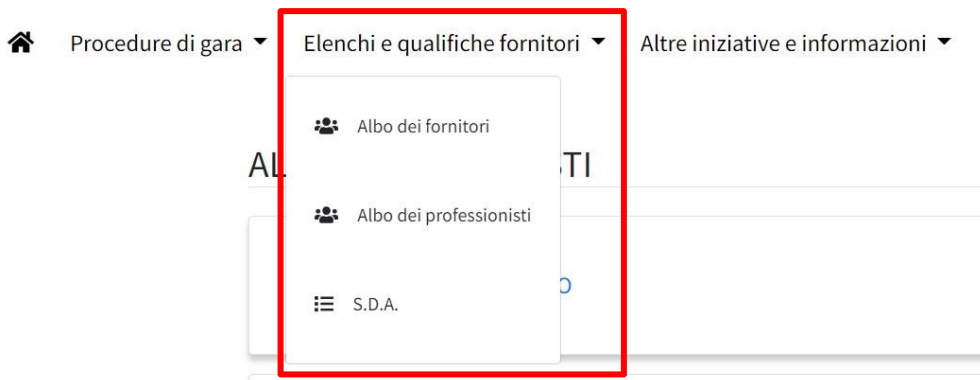 Procedure di gara
Elenchi e qualifiche fornitori
Altre iniziative e informazioni
Albo dei fornitori
Albo dei professionisti
S.D.A.